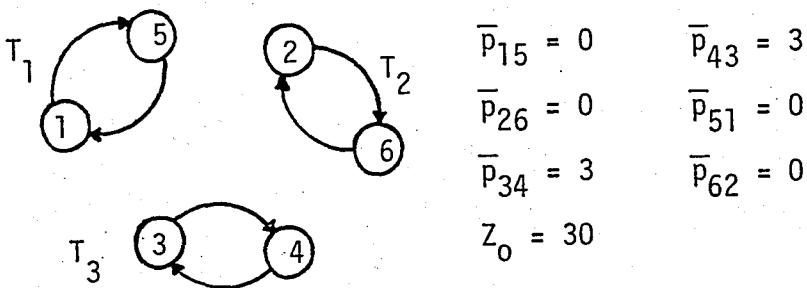 T₁ 5 1
2 T₂ 6
T₃ 3 4
p̅₁₅ = 0 p̅₄₃ = 3
p̅₂₆ = 0 p̅₅₁ = 0
p̅₃₄ = 3 p̅₆₂ = 0
Z₀ = 30